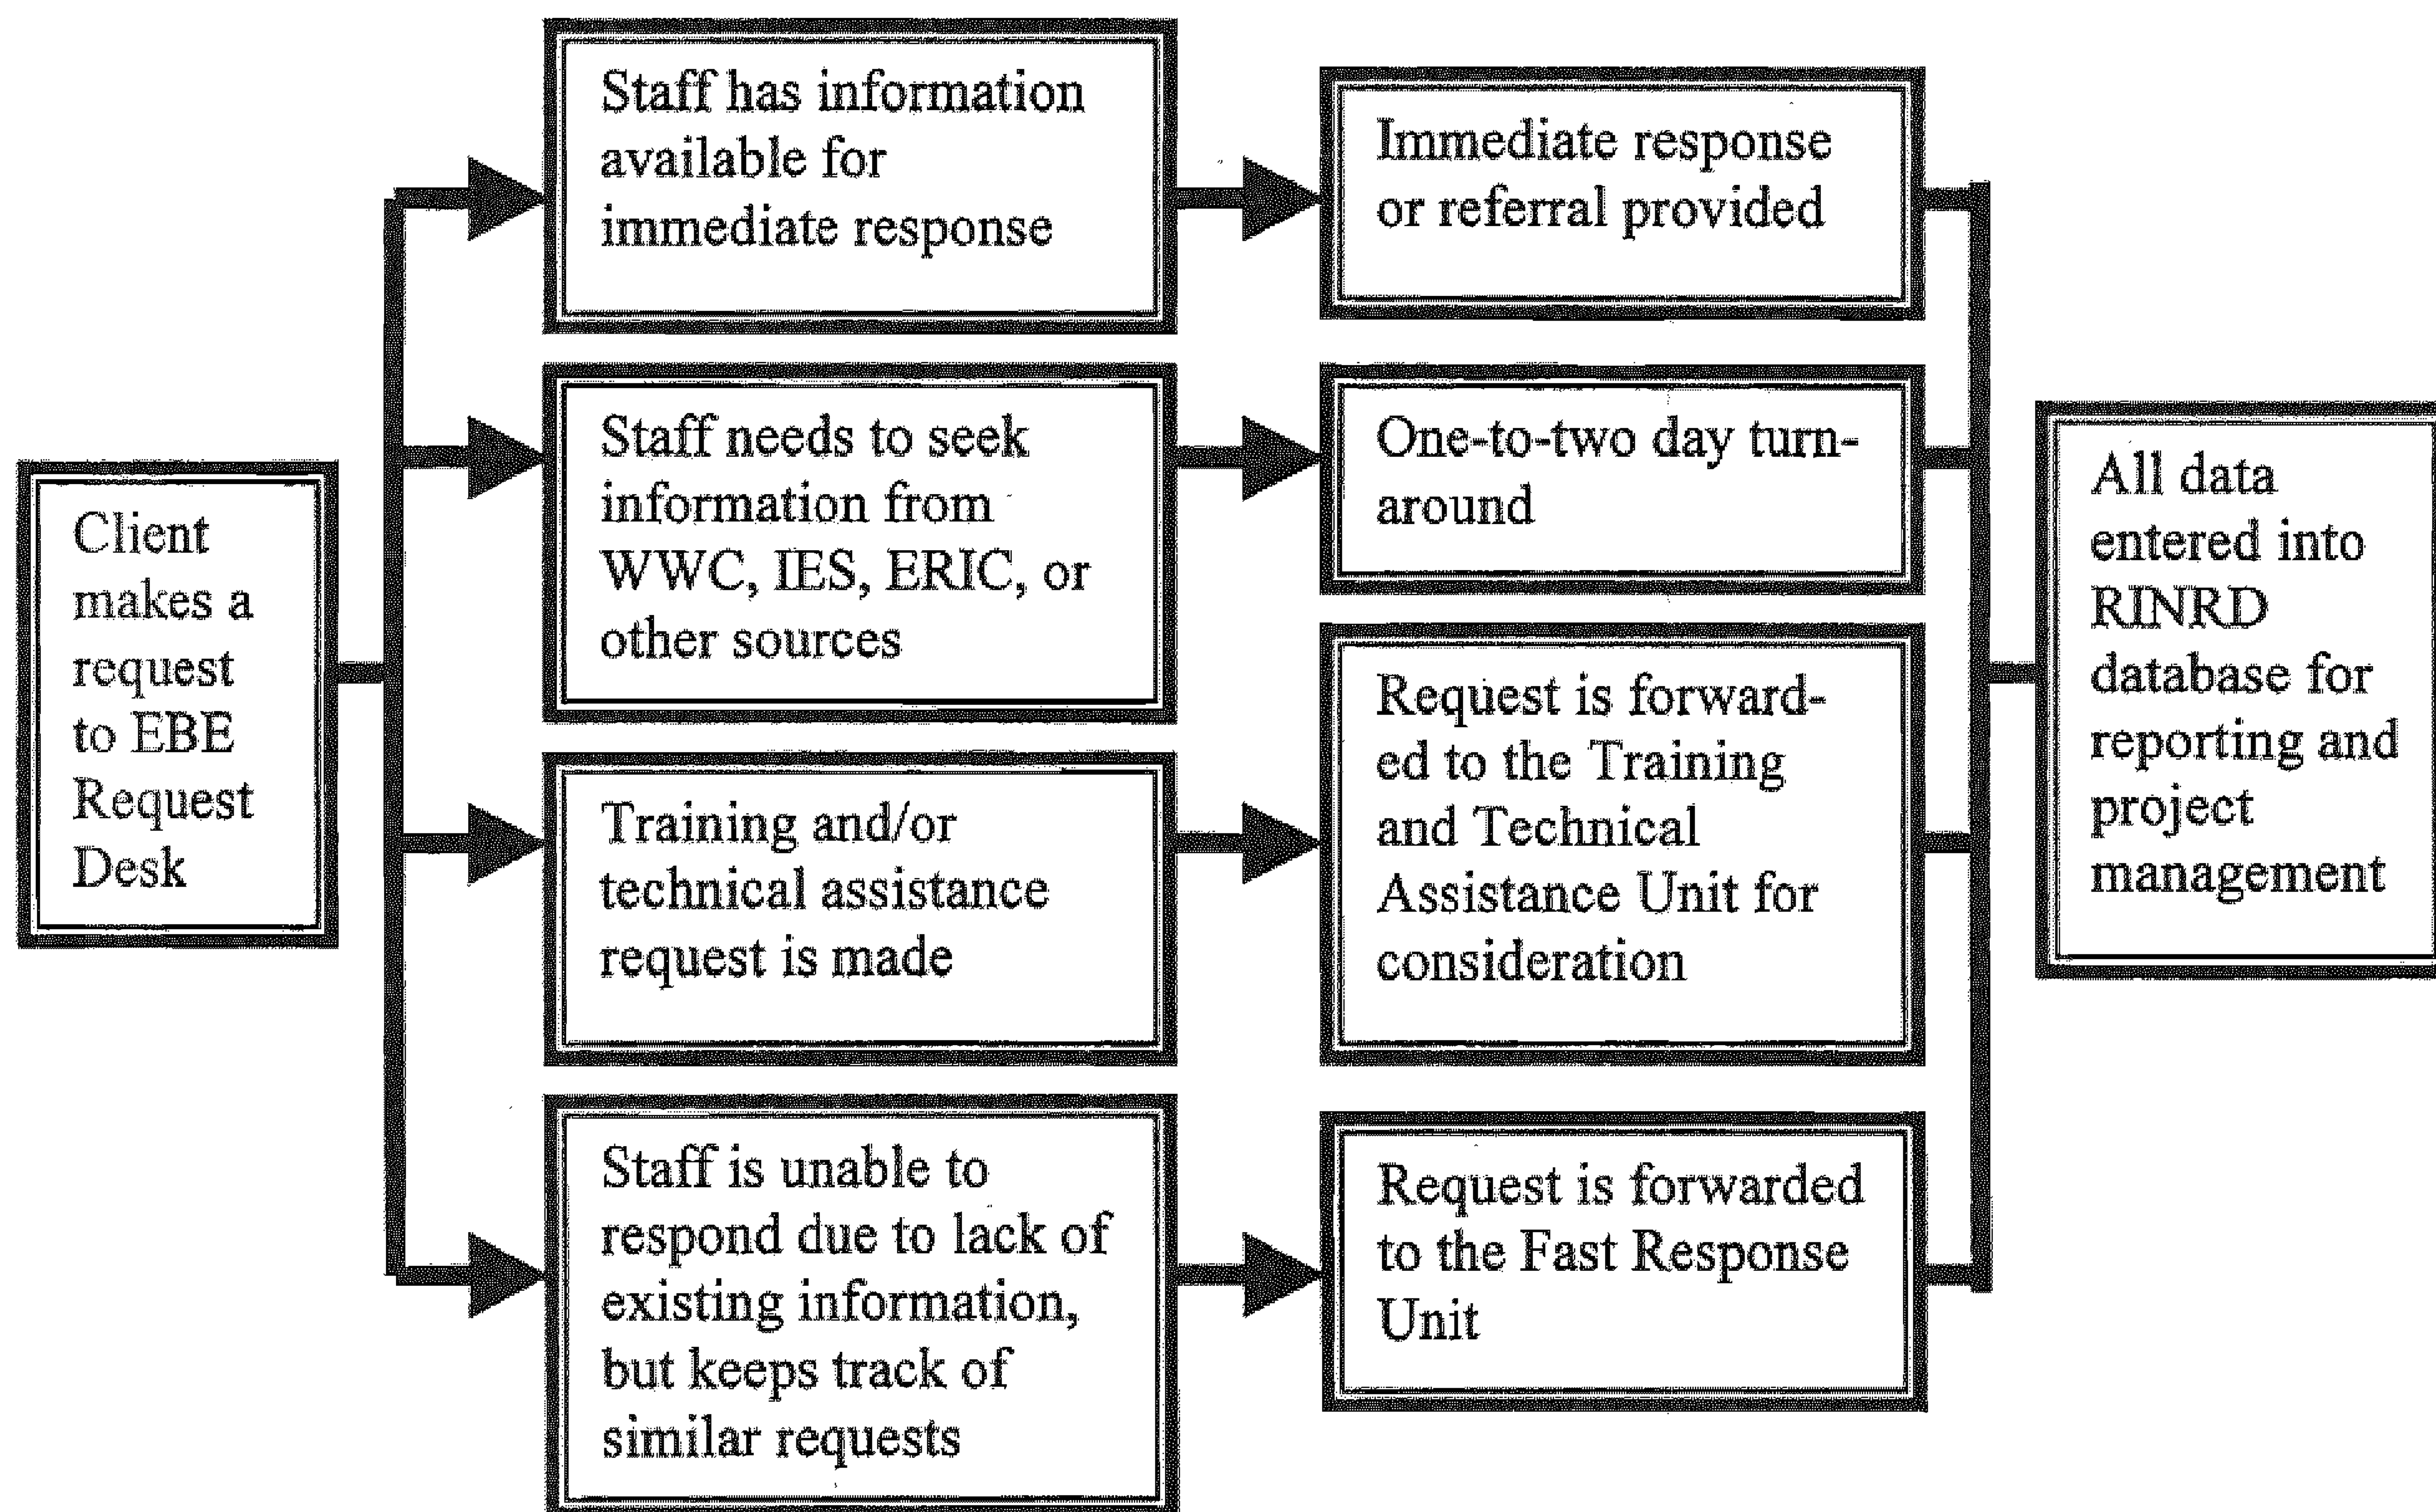 Client
makes a
request
to EBE
Request
Desk
Staff has information
available for
immediate response
Immediate response
or referral provided
Staff needs to seek
information from
WWC, IES, ERIC, or
other sources
One-to-two day turn-
around
Training and/or
technical assistance
request is made
Request is forward-
ed to the Training
and Technical
Assistance Unit for
consideration
Staff is unable to
respond due to lack of
existing information,
but keeps track of
similar requests
Request is forwarded
to the Fast Response
Unit
All data
entered into
RINRD
database for
reporting and
project
management